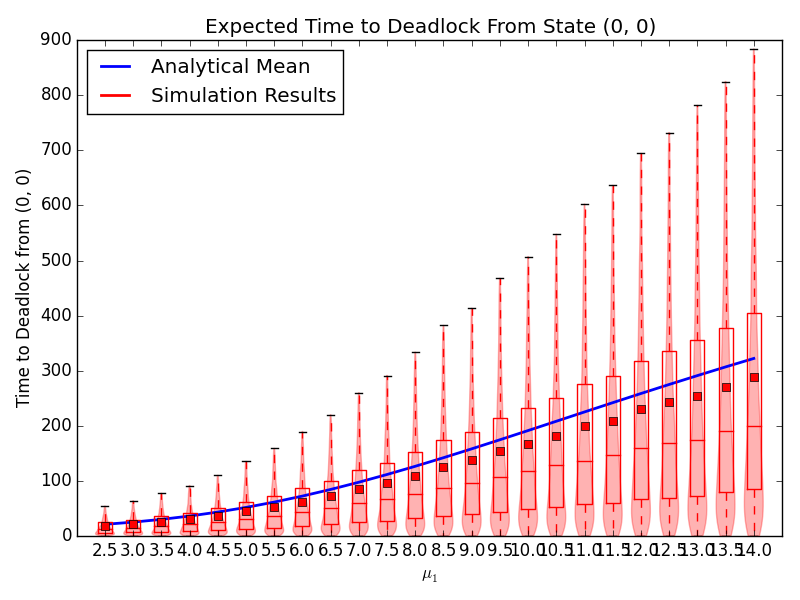 Expected Time to Deadlock From State (0, 0)
900
800
700
600
500
400
300
200
100
0
Time to Deadlock from (0, 0)
Analytical Mean
Simulation Results
2.5 3.0 3.5 4.0 4.5 5.0 5.5 6.0 6.5 7.0 7.5 8.0 8.5 9.0 9.5 10.0 10.5 11.0 11.5 12.0 12.5 13.0 13.5 14.0
μ₁